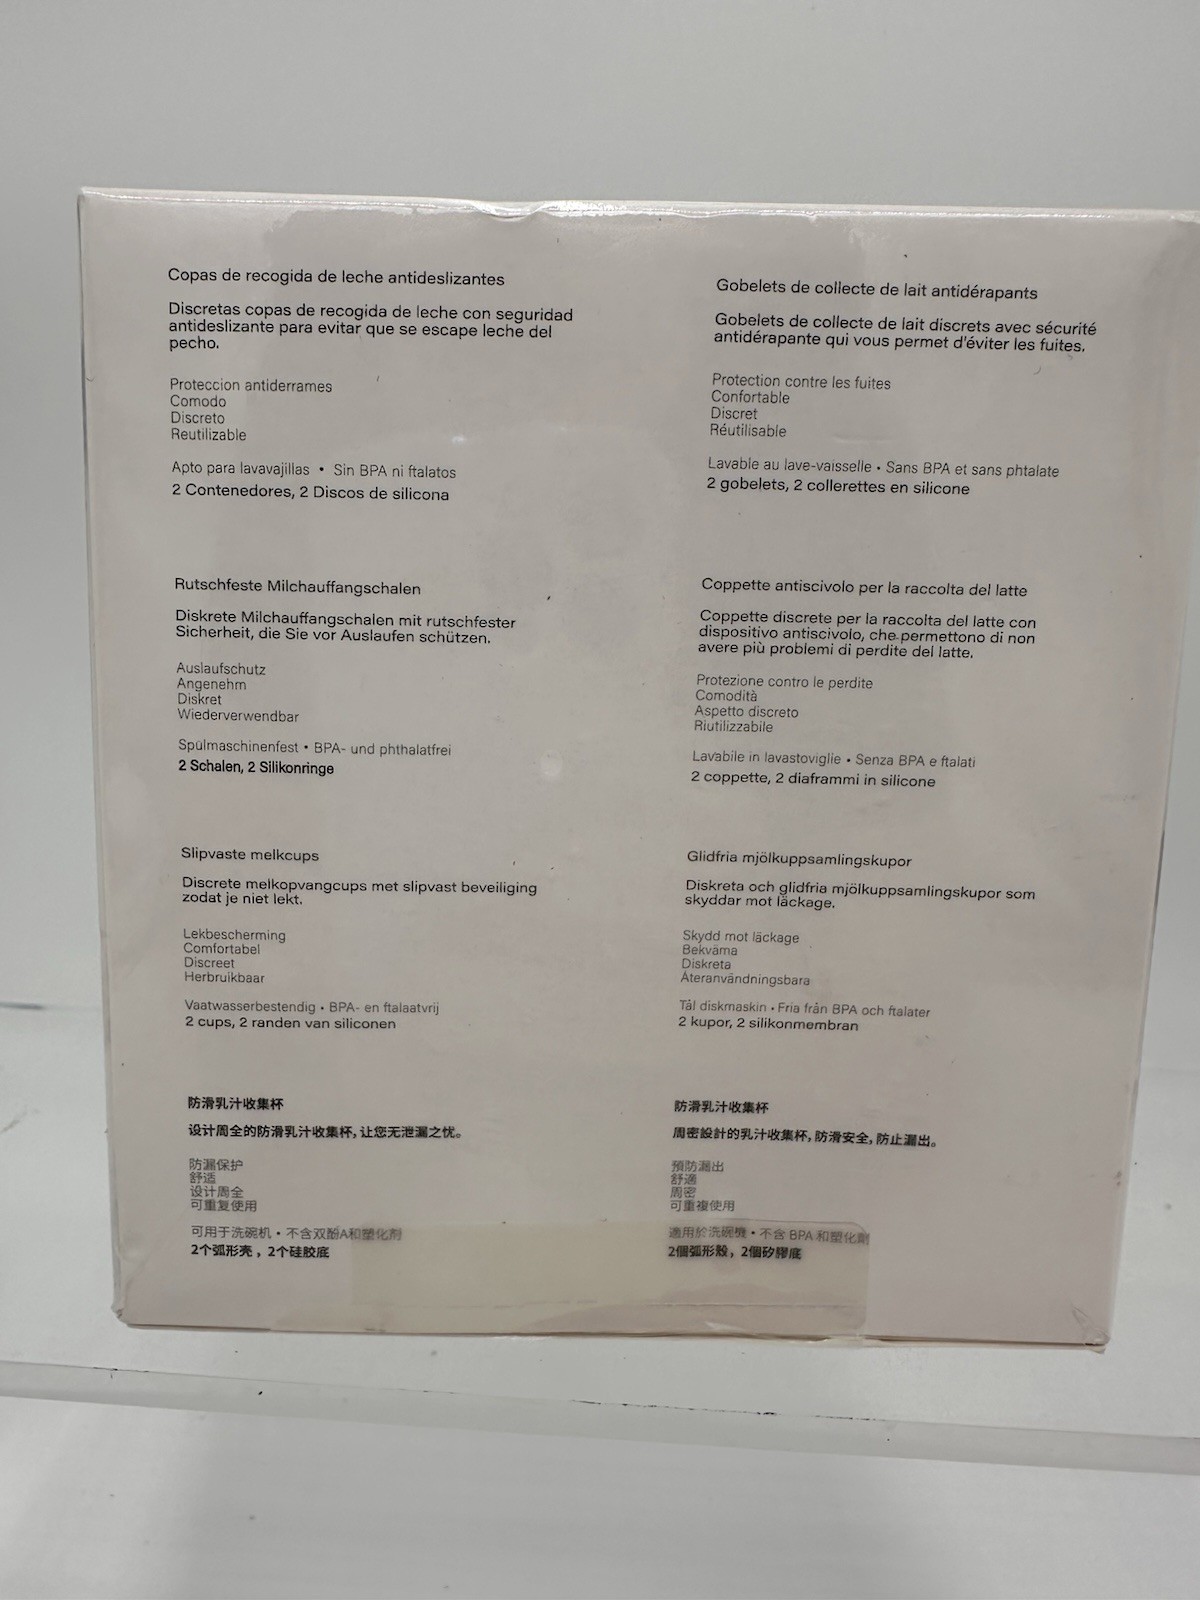 Copas de recogida de leche antideslizantes
Discretas copas de recogida de leche con seguridad
antideslizante para evitar que se escape leche del
pecho.
Proteccion antiderrames
Comodo
Discreto
Reutilizable
Apto para lavavajillas • Sin BPA ni ftalatos
2 Contenedores, 2 Discos de silicona
Gobelets de collecte de lait antidérapants
Gobelets de collecte de lait discrets avec sécurité
antidérapante qui vous permet d'éviter les fuites.
Protection contre les fuites
Confortable
Discret
Réutilisable
Lavable au lave-vaisselle • Sans BPA et sans phtalate
2 gobelets, 2 collerettes en silicone
Rutschfeste Milchauffangschalen
Diskrete Milchauffangschalen mit rutschfester
Sicherheit, die Sie vor Auslaufen schützen.
Auslaufschutz
Angenehm
Diskret
Wiederverwendbar
Spülmaschinenfest • BPA- und phthalatfrei
2 Schalen, 2 Silikonringe
Coppette antiscivolo per la raccolta del latte
Coppette discrete per la raccolta del latte con
dispositivo antiscivolo, che permettono di non
avere più problemi di perdite del latte.
Protezione contro le perdite
Comodità
Aspetto discreto
Riutilizzabile
Lavabile in lavastoviglie • Senza BPA e ftalati
2 coppette, 2 diaframmi in silicone
Slipvaste melkcups
Discrete melkopvangcups met slipvast beveiliging
zodat je niet lekt.
Lekbescherming
Comfortabel
Discreet
Herbruikbaar
Vaatwasserbestendig • BPA- en ftalaatvrij
2 cups, 2 randen van siliconen
Glidfria mjölkuppsamlingskupor
Diskreta och glidfria mjölkuppsamlingskupor som
skyddar mot läckage.
Skydd mot läckage
Bekväma
Diskreta
Återanvändningsbara
Tål diskmaskin • Fria från BPA och ftalater
2 kupor, 2 silikonmembran
防滑乳汁收集杯
设计周全的防滑乳汁收集杯, 让您无泄漏之忧。
防漏保护
舒适
设计周全
可重复使用
可用于洗碗机 • 不含双酚A和塑化剂
2个弧形壳，2个硅胶底
防滑乳汁收集杯
周密設計的乳汁收集杯, 防滑安全, 防止漏出。
預防漏出
舒適
周密
可重複使用
適用於洗碗機 • 不含 BPA 和塑化劑
2個弧形殼，2個矽膠底